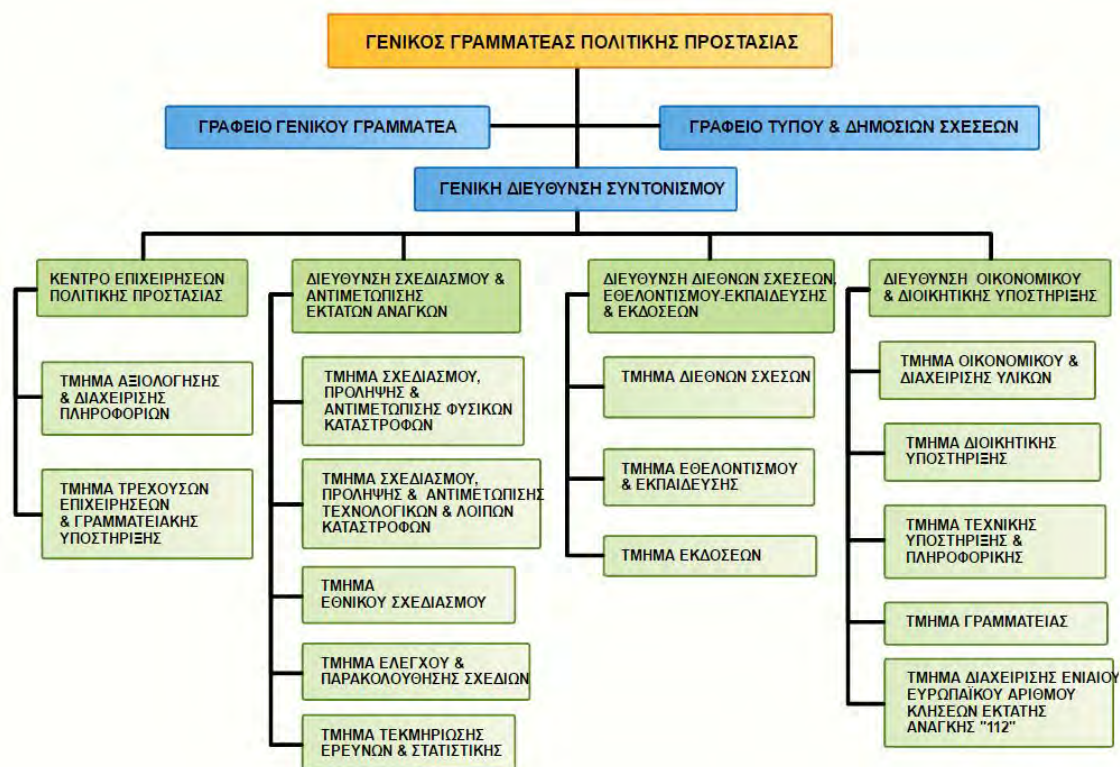 ΓΕΝΙΚΟΣ ΓΡΑΜΜΑΤΕΑΣ ΠΟΛΙΤΙΚΗΣ ΠΡΟΣΤΑΣΙΑΣ
ΓΡΑΦΕΙΟ ΓΕΝΙΚΟΥ ΓΡΑΜΜΑΤΕΑ
ΓΡΑΦΕΙΟ ΤΥΠΟΥ & ΔΗΜΟΣΙΩΝ ΣΧΕΣΕΩΝ
ΓΕΝΙΚΗ ΔΙΕΥΘΥΝΣΗ ΣΥΝΤΟΝΙΣΜΟΥ
ΚΕΝΤΡΟ ΕΠΙΧΕΙΡΗΣΕΩΝ
ΠΟΛΙΤΙΚΗΣ ΠΡΟΣΤΑΣΙΑΣ
ΤΜΗΜΑ ΑΞΙΟΛΟΓΗΣΗΣ
& ΔΙΑΧΕΙΡΙΣΗΣ
ΠΛΗΡΟΦΟΡΙΩΝ
ΤΜΗΜΑ ΤΡΕΧΟΥΣΩΝ
ΕΠΙΧΕΙΡΗΣΕΩΝ
& ΓΡΑΜΜΑΤΕΙΑΚΗΣ
ΥΠΟΣΤΗΡΙΞΗΣ
ΔΙΕΥΘΥΝΣΗ ΣΧΕΔΙΑΣΜΟΥ &
ΑΝΤΙΜΕΤΩΠΙΣΗΣ
ΕΚΤΑΤΩΝ ΑΝΑΓΚΩΝ
ΤΜΗΜΑ ΣΧΕΔΙΑΣΜΟΥ,
ΠΡΟΛΗΨΗΣ &
ΑΝΤΙΜΕΤΩΠΙΣΗΣ ΦΥΣΙΚΩΝ
ΚΑΤΑΣΤΡΟΦΩΝ
ΤΜΗΜΑ ΣΧΕΔΙΑΣΜΟΥ,
ΠΡΟΛΗΨΗΣ & ΑΝΤΙΜΕΤΩΠΙΣΗΣ
ΤΕΧΝΟΛΟΓΙΚΩΝ & ΛΟΙΠΩΝ
ΚΑΤΑΣΤΡΟΦΩΝ
ΤΜΗΜΑ
ΕΘΝΙΚΟΥ ΣΧΕΔΙΑΣΜΟΥ
ΤΜΗΜΑ ΕΛΕΓΧΟΥ &
ΠΑΡΑΚΟΛΟΥΘΗΣΗΣ ΣΧΕΔΙΩΝ
ΤΜΗΜΑ ΤΕΚΜΗΡΙΩΣΗΣ
ΕΡΕΥΝΩΝ & ΣΤΑΤΙΣΤΙΚΗΣ
ΔΙΕΥΘΥΝΣΗ ΔΙΕΘΝΩΝ ΣΧΕΣΕΩΝ,
ΕΘΕΛΟΝΤΙΣΜΟΥ-ΕΚΠΑΙΔΕΥΣΗΣ
& ΕΚΔΟΣΕΩΝ
ΤΜΗΜΑ ΔΙΕΘΝΩΝ ΣΧΕΣΩΝ
ΤΜΗΜΑ ΕΘΕΛΟΝΤΙΣΜΟΥ
& ΕΚΠΑΙΔΕΥΣΗΣ
ΤΜΗΜΑ ΕΚΔΟΣΕΩΝ
ΔΙΕΥΘΥΝΣΗ ΟΙΚΟΝΟΜΙΚΟΥ
& ΔΙΟΙΚΗΤΙΚΗΣ ΥΠΟΣΤΗΡΙΞΗΣ
ΤΜΗΜΑ ΟΙΚΟΝΟΜΙΚΟΥ &
ΔΙΑΧΕΙΡΙΣΗΣ ΥΛΙΚΩΝ
ΤΜΗΜΑ ΔΙΟΙΚΗΤΙΚΗΣ
ΥΠΟΣΤΗΡΙΞΗΣ
ΤΜΗΜΑ ΤΕΧΝΙΚΗΣ
ΥΠΟΣΤΗΡΙΞΗΣ &
ΠΛΗΡΟΦΟΡΙΚΗΣ
ΤΜΗΜΑ ΓΡΑΜΜΑΤΕΙΑΣ
ΤΜΗΜΑ ΔΙΑΧΕΙΡΙΣΗΣ ΕΝΙΑΙΟΥ
ΕΥΡΩΠΑΪΚΟΥ ΑΡΙΘΜΟΥ
ΚΛΗΣΕΩΝ ΕΚΤΑΤΗΣ
ΑΝΑΓΚΗΣ "112"